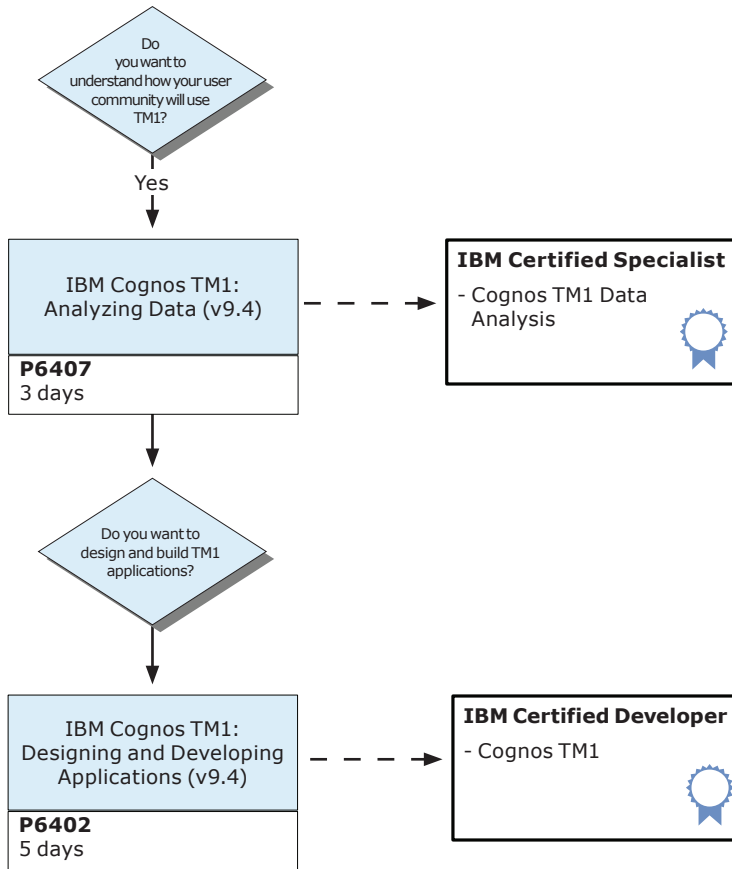 Do
you want to
understand how your user
community will use
TM1?
Yes
IBM Cognos TM1:
Analyzing Data (v9.4)
P6407
3 days
IBM Certified Specialist
- Cognos TM1 Data
Analysis
Do you want to
design and build TM1
applications?
IBM Cognos TM1:
Designing and Developing
Applications (v9.4)
P6402
5 days
IBM Certified Developer
- Cognos TM1